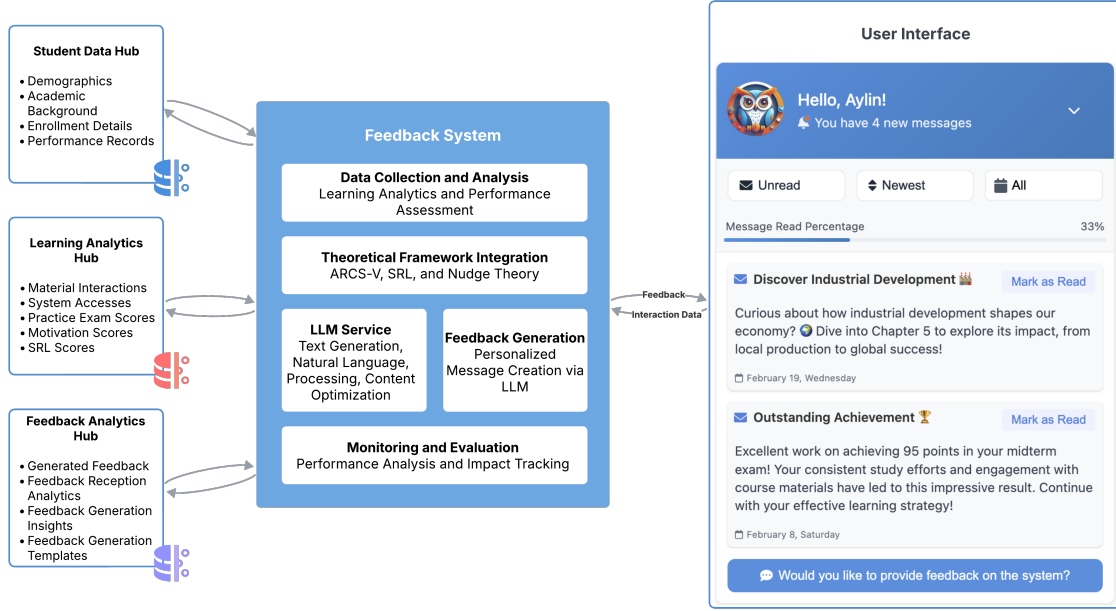 Student Data Hub
• Demographics
• Academic
Background
• Enrollment Details
• Performance Records
Learning Analytics
Hub
• Material Interactions
• System Accesses
• Practice Exam Scores
• Motivation Scores
• SRL Scores
Feedback Analytics
Hub
• Generated Feedback
• Feedback Reception
Analytics
• Feedback Generation
Insights
• Feedback Generation
Templates
Feedback System
Data Collection and Analysis
Learning Analytics and Performance
Assessment
Theoretical Framework Integration
ARCS-V, SRL, and Nudge Theory
LLM Service
Text Generation,
Natural Language,
Processing, Content
Optimization
Feedback Generation
Personalized
Message Creation via
LLM
Monitoring and Evaluation
Performance Analysis and Impact Tracking
Feedback
Interaction Data
User Interface
Hello, Aylin!
You have 4 new messages
Unread
Newest
All
Message Read Percentage
33%
Discover Industrial Development
Mark as Read
Curious about how industrial development shapes our
economy? 🌍 Dive into Chapter 5 to explore its impact, from
local production to global success!
February 19, Wednesday
Outstanding Achievement 🏆
Mark as Read
Excellent work on achieving 95 points in your midterm
exam! Your consistent study efforts and engagement with
course materials have led to this impressive result. Continue
with your effective learning strategy!
February 8, Saturday
Would you like to provide feedback on the system?